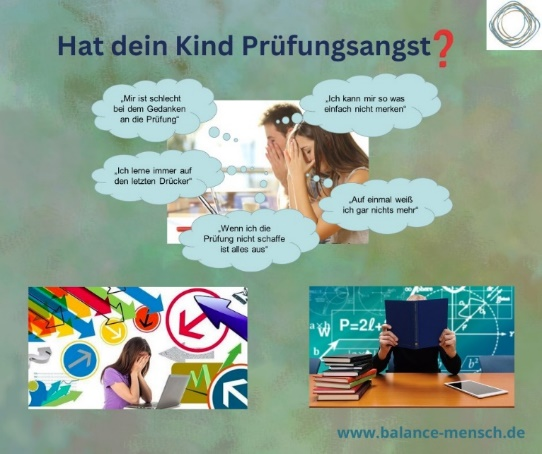 Hat dein Kind Prüfungsangst❓
„Mir ist schlecht
bei dem Gedanken
an die Prüfung“
„Ich kann mir so was
einfach nicht merken“
„Ich lerne immer auf
den letzten Drücker“
„Auf einmal weiß
ich gar nichts mehr“
„Wenn ich die
Prüfung nicht schaffe
ist alles aus“
P=2ℓ+
www.balance-mensch.de